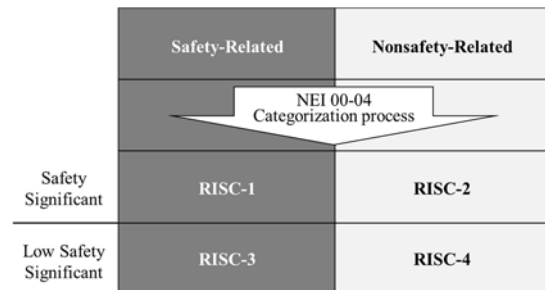 Safety-Related
Nonsafety-Related
NEI 00-04
Categorization process
Safety
Significant
RISC-1
RISC-2
Low Safety
Significant
RISC-3
RISC-4